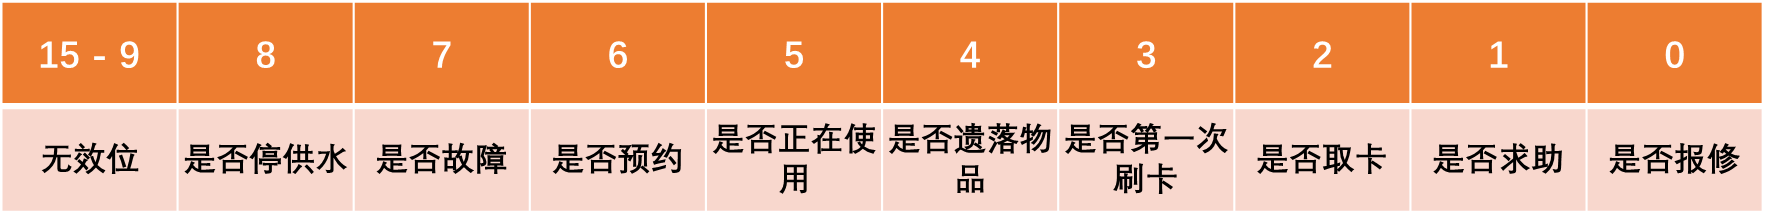 15 - 9
8
7
6
5
4
3
2
1
0
无效位
是否停供水
是否故障
是否预约
是否正在使
用
是否遗落物
品
是否第一次
刷卡
是否取卡
是否求助
是否报修